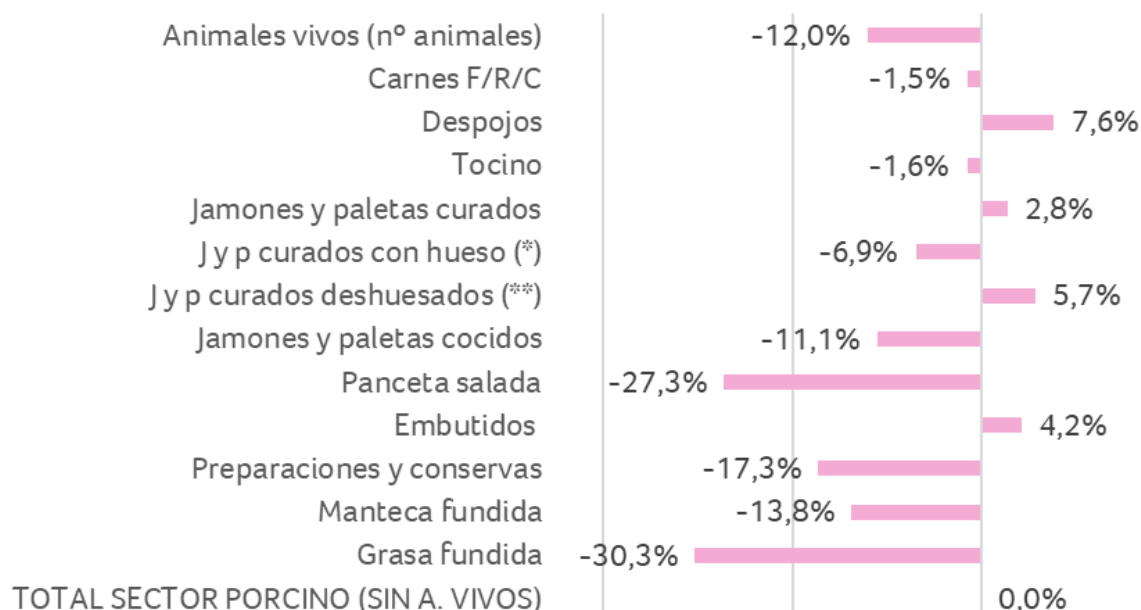 Animales vivos (nº animales) -12,0%
Carnes F/R/C -1,5%
Despojos 7,6%
Tocino -1,6%
Jamones y paletas curados 2,8%
J y p curados con hueso (*) -6,9%
J y p curados deshuesados (**) 5,7%
Jamones y paletas cocidos -11,1%
Panceta salada -27,3%
Embutidos 4,2%
Preparaciones y conservas -17,3%
Manteca fundida -13,8%
Grasa fundida -30,3%
TOTAL SECTOR PORCINO (SIN A. VIVOS) 0,0%